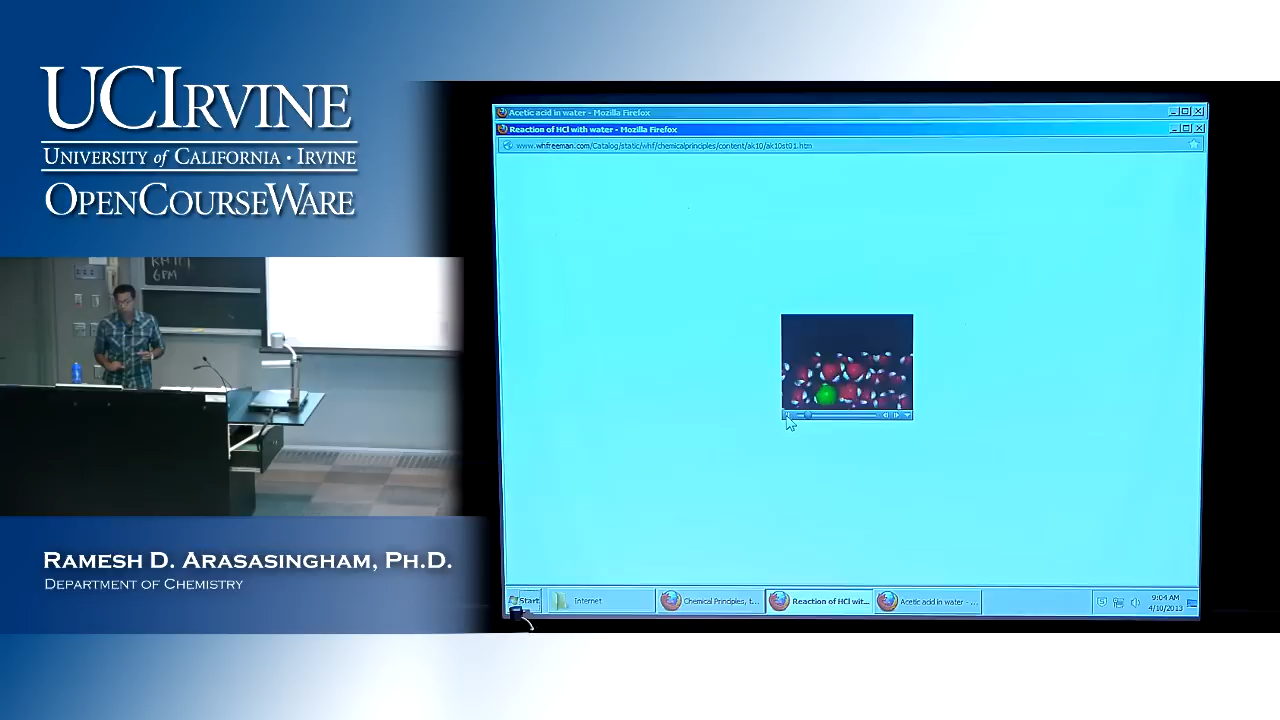 UCIRVINE
UNIVERSITY of CALIFORNIA · IRVINE
OPENCOURSEWARE
6PM
RAMESH D. ARASASINGHAM, PH.D.
DEPARTMENT OF CHEMISTRY
Acetic acid in water - Mozilla Firefox
Reaction of HCl with water - Mozilla Firefox
www.whfreeman.com/Catalog/static/whf/chemicalprinciples/content/ak10/ak10st01.htm
Start
Internet
Chemical Principles, t...
Reaction of HCl wit...
Acetic acid in water - ...
9:04 AM
4/10/2013